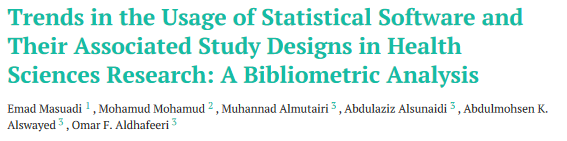 Trends in the Usage of Statistical Software and
Their Associated Study Designs in Health
Sciences Research: A Bibliometric Analysis
Emad Masuadi 1 , Mohamud Mohamud 2 , Muhannad Almutairi 3 , Abdulaziz Alsunaidi 3 , Abdulmohsen K.
Alswayed 3 , Omar F. Aldhafeeri 3